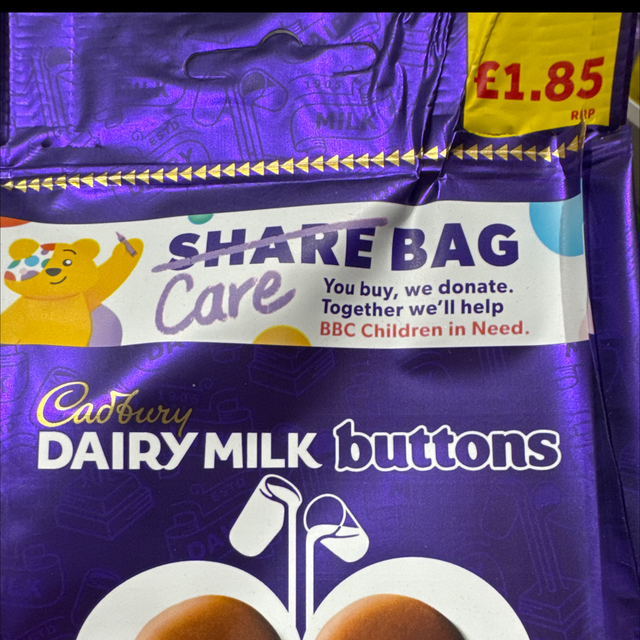 £1.85
RRP
MILK
SHARE BAG
Care
You buy, we donate.
Together we'll help
BBC Children in Need.
Cadbury
DAIRY MILK buttons